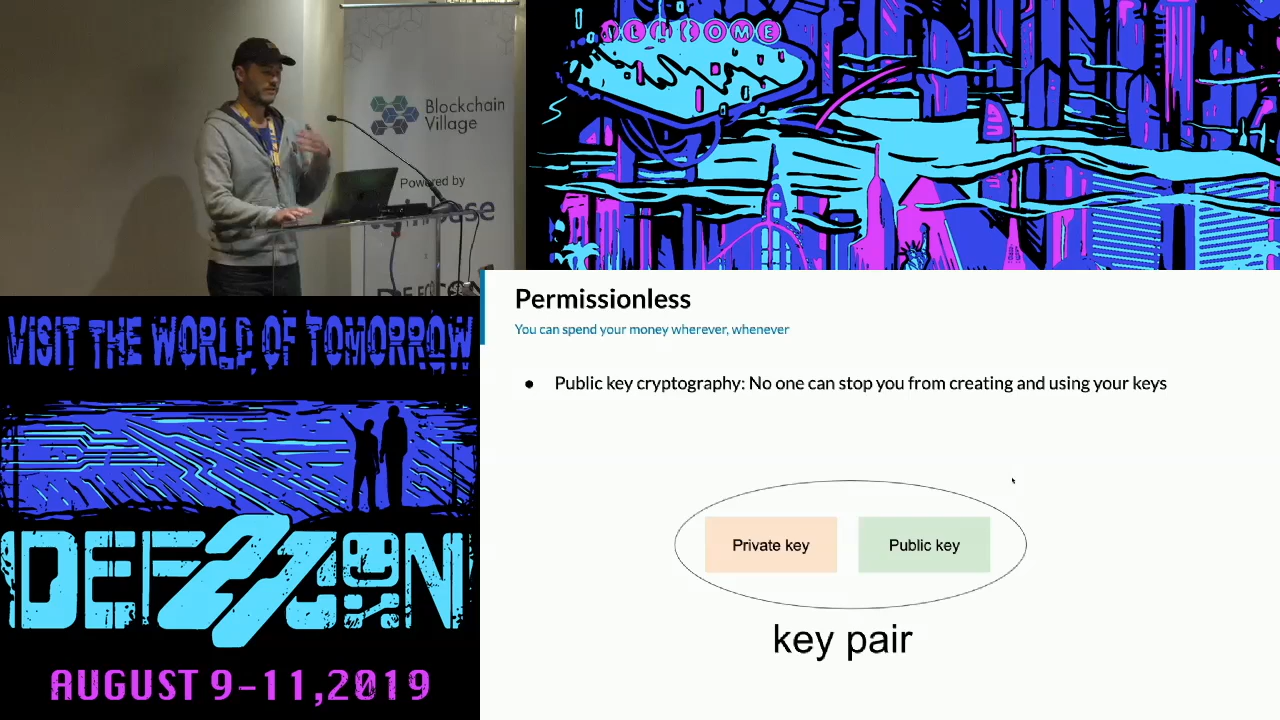 WELCOME
Blockchain
Village
Powered by
VISIT THE WORLD OF TOMORROW
DEF CON
27
AUGUST 9-11,2019
Permissionless
You can spend your money wherever, whenever
● Public key cryptography: No one can stop you from creating and using your keys
Private key
Public key
key pair